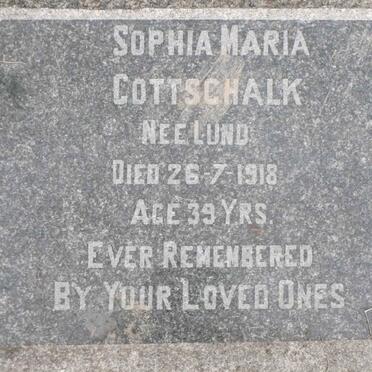 SOPHIA MARIA
GOTTSCHALK
NEE LUND
DIED 26-7-1918
AGE 39 YRS.
EVER REMEMBERED
BY YOUR LOVED ONES